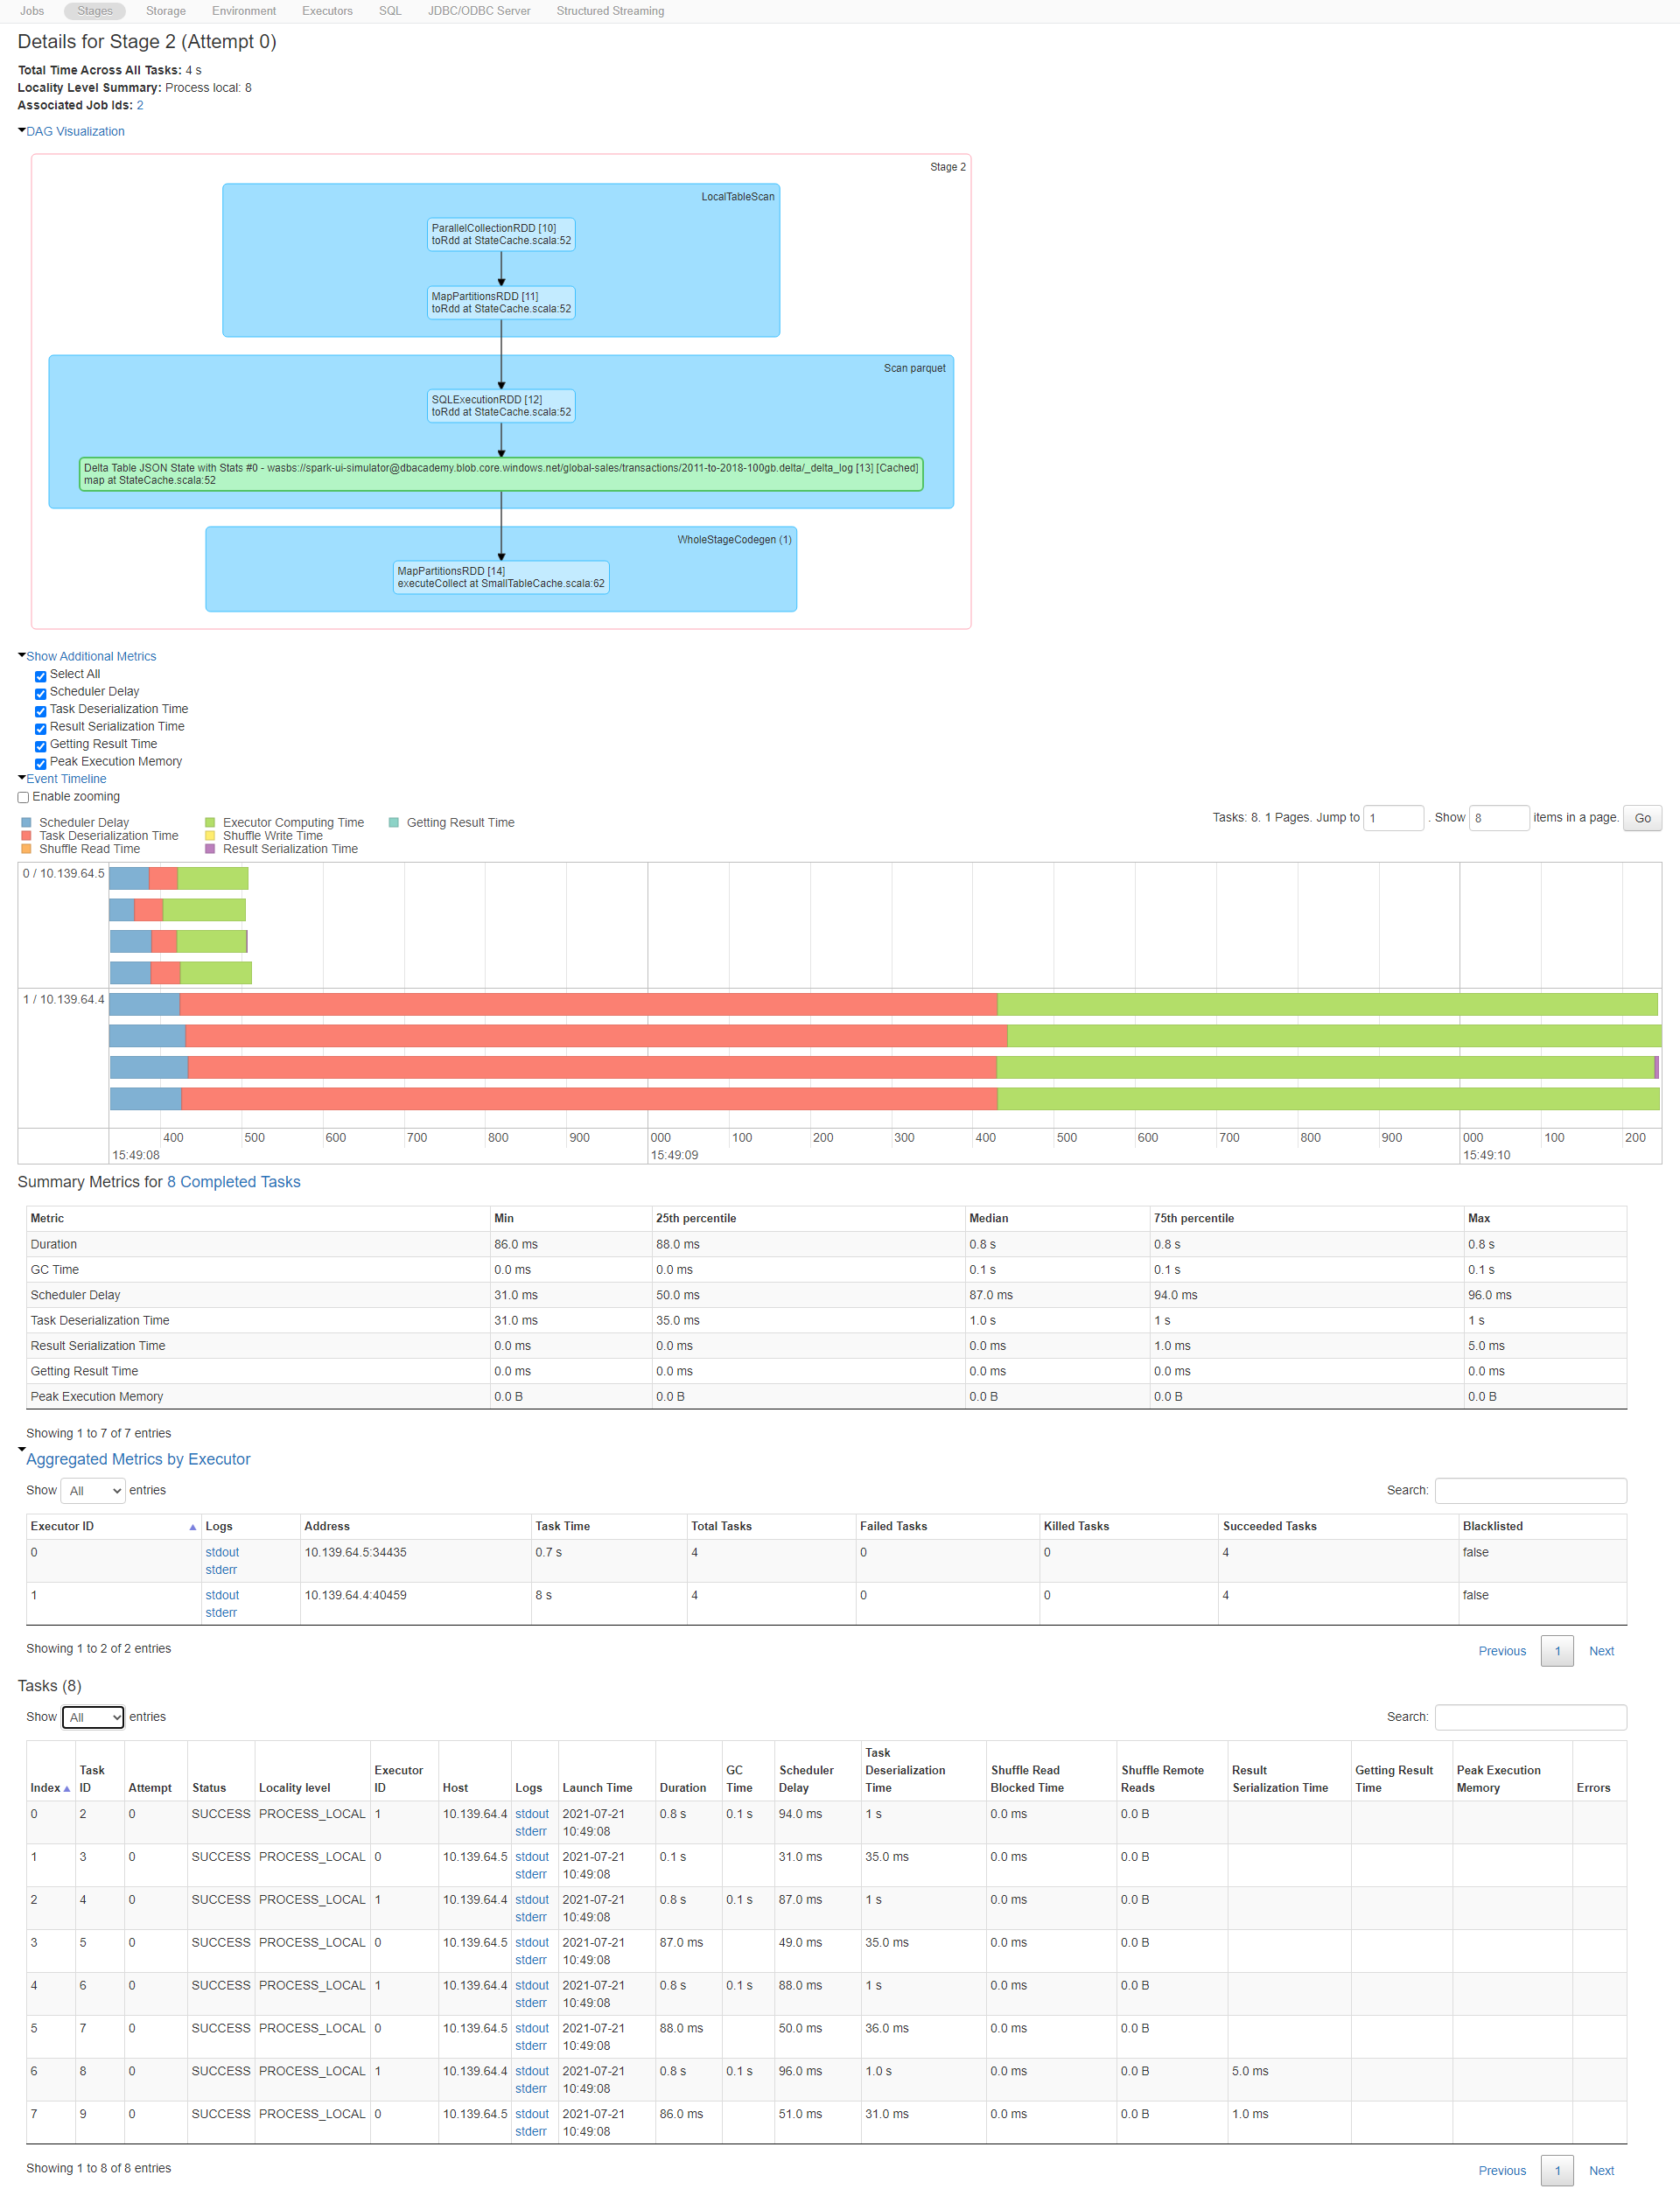 Jobs Stages Storage Environment Executors SQL JDBC/ODBC Server Structured Streaming
Details for Stage 2 (Attempt 0)
Total Time Across All Tasks: 4 s
Locality Level Summary: Process local: 8
Associated Job Ids: 2
DAG Visualization
Stage 2
LocalTableScan
ParallelCollectionRDD [10]
toRdd at StateCache.scala:52
MapPartitionsRDD [11]
toRdd at StateCache.scala:52
Scan parquet
SQLExecutionRDD [12]
toRdd at StateCache.scala:52
Delta Table JSON State with Stats #0 - wasbs://spark-ui-simulator@dbacademy.blob.core.windows.net/global-sales/transactions/2011-to-2018-100gb.delta/_delta_log [13] [Cached]
map at StateCache.scala:52
WholeStageCodegen (1)
MapPartitionsRDD [14]
executeCollect at SmallTableCache.scala:62
Show Additional Metrics
Select All
Scheduler Delay
Task Deserialization Time
Result Serialization Time
Getting Result Time
Peak Execution Memory
Event Timeline
Enable zooming
Tasks: 8. 1 Pages. Jump to 1 . Show 8 items in a page. Go
Scheduler Delay Executor Computing Time Getting Result Time
Task Deserialization Time Shuffle Write Time
Shuffle Read Time Result Serialization Time
0 / 10.139.64.5
1 / 10.139.64.4
400 500 600 700 800 900 000 100 200 300 400 500 600 700 800 900 000 100 200
15:49:08 15:49:09 15:49:10
Summary Metrics for 8 Completed Tasks
Metric Min 25th percentile Median 75th percentile Max
Duration 86.0 ms 88.0 ms 0.8 s 0.8 s 0.8 s
GC Time 0.0 ms 0.0 ms 0.1 s 0.1 s 0.1 s
Scheduler Delay 31.0 ms 50.0 ms 87.0 ms 94.0 ms 96.0 ms
Task Deserialization Time 31.0 ms 35.0 ms 1.0 s 1 s 1 s
Result Serialization Time 0.0 ms 0.0 ms 0.0 ms 1.0 ms 5.0 ms
Getting Result Time 0.0 ms 0.0 ms 0.0 ms 0.0 ms 0.0 ms
Peak Execution Memory 0.0 B 0.0 B 0.0 B 0.0 B 0.0 B
Showing 1 to 7 of 7 entries
Aggregated Metrics by Executor
Show All entries Search:
Executor ID Logs Address Task Time Total Tasks Failed Tasks Killed Tasks Succeeded Tasks Blacklisted
0 stdout 10.139.64.5:34435 0.7 s 4 0 0 4 false
stderr
1 stdout 10.139.64.4:40459 8 s 4 0 0 4 false
stderr
Showing 1 to 2 of 2 entries
Previous 1 Next
Tasks (8)
Show All entries Search:
Index Task ID Attempt Status Locality level Executor ID Host Logs Launch Time Duration GC Time Scheduler Delay Task Deserialization Time Shuffle Read Blocked Time Shuffle Remote Reads Result Serialization Time Getting Result Time Peak Execution Memory Errors
0 2 0 SUCCESS PROCESS_LOCAL 1 10.139.64.4 stdout 2021-07-21 0.8 s 0.1 s 94.0 ms 1 s 0.0 ms 0.0 B
stderr 10:49:08
1 3 0 SUCCESS PROCESS_LOCAL 0 10.139.64.5 stdout 2021-07-21 0.1 s 31.0 ms 35.0 ms 0.0 ms 0.0 B
stderr 10:49:08
2 4 0 SUCCESS PROCESS_LOCAL 1 10.139.64.4 stdout 2021-07-21 0.8 s 0.1 s 87.0 ms 1 s 0.0 ms 0.0 B
stderr 10:49:08
3 5 0 SUCCESS PROCESS_LOCAL 0 10.139.64.5 stdout 2021-07-21 87.0 ms 49.0 ms 35.0 ms 0.0 ms 0.0 B
stderr 10:49:08
4 6 0 SUCCESS PROCESS_LOCAL 1 10.139.64.4 stdout 2021-07-21 0.8 s 0.1 s 88.0 ms 1 s 0.0 ms 0.0 B
stderr 10:49:08
5 7 0 SUCCESS PROCESS_LOCAL 0 10.139.64.5 stdout 2021-07-21 88.0 ms 50.0 ms 36.0 ms 0.0 ms 0.0 B
stderr 10:49:08
6 8 0 SUCCESS PROCESS_LOCAL 1 10.139.64.4 stdout 2021-07-21 0.8 s 0.1 s 96.0 ms 1.0 s 0.0 ms 0.0 B 5.0 ms
stderr 10:49:08
7 9 0 SUCCESS PROCESS_LOCAL 0 10.139.64.5 stdout 2021-07-21 86.0 ms 51.0 ms 31.0 ms 0.0 ms 0.0 B 1.0 ms
stderr 10:49:08
Showing 1 to 8 of 8 entries
Previous 1 Next